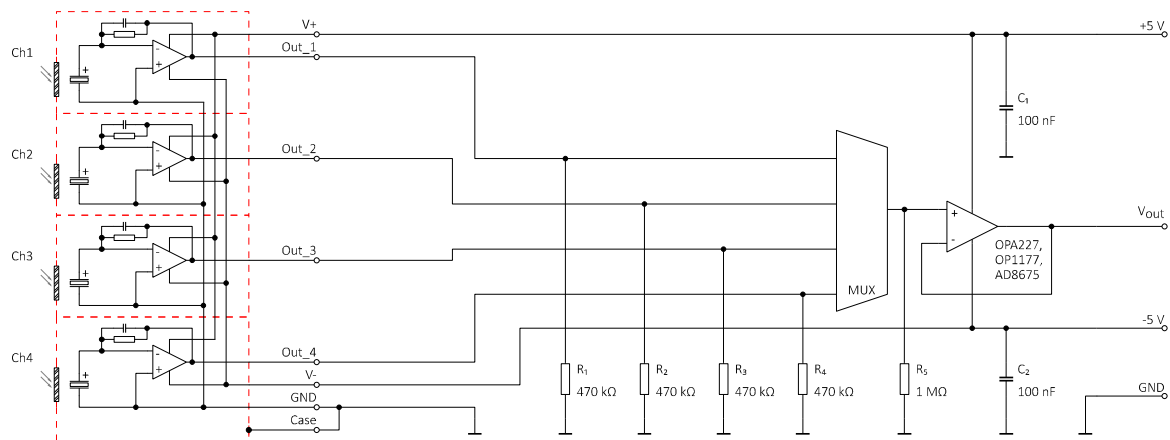 V+
+5 V
Ch1
Out_1
C₁
100 nF
Ch2
Out_2
Vout
Ch3
Out_3
OPA227,
OP1177,
AD8675
MUX
-5 V
Ch4
Out_4
V-
R₁
470 kΩ
R₂
470 kΩ
R₃
470 kΩ
R₄
470 kΩ
R₅
1 MΩ
C₂
100 nF
GND
GND
Case
+
+
+
+
-
+
-
+
-
+
-
+
+
-